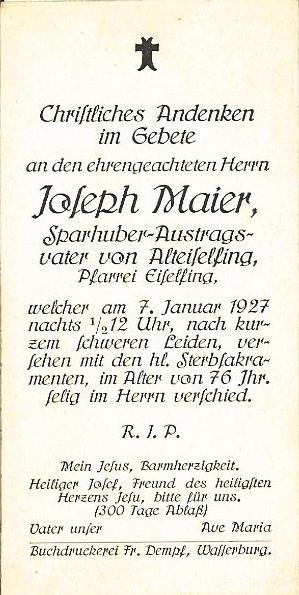 Christliches Andenken
im Gebete
an den ehrengeachteten Herrn
Joseph Maier,
Sparhuber-Austrags-
vater von Alteiselfing,
Pfarrei Eiselfing,
welcher am 7. Januar 1927
nachts 1/2 12 Uhr, nach kur-
zem schweren Leiden, ver-
sehen mit den hl. Sterbsakra-
menten, im Alter von 76 Jhr.
selig im Herrn verschied.
R. I. P.
Mein Jesus, Barmherzigkeit.
Heiliger Josef, Freund des heiligsten
Herzens Jesu, bitte für uns.
(300 Tage Ablaß)
Vater unser Ave Maria
Buchdruckerei Fr. Dempf, Wasserburg.